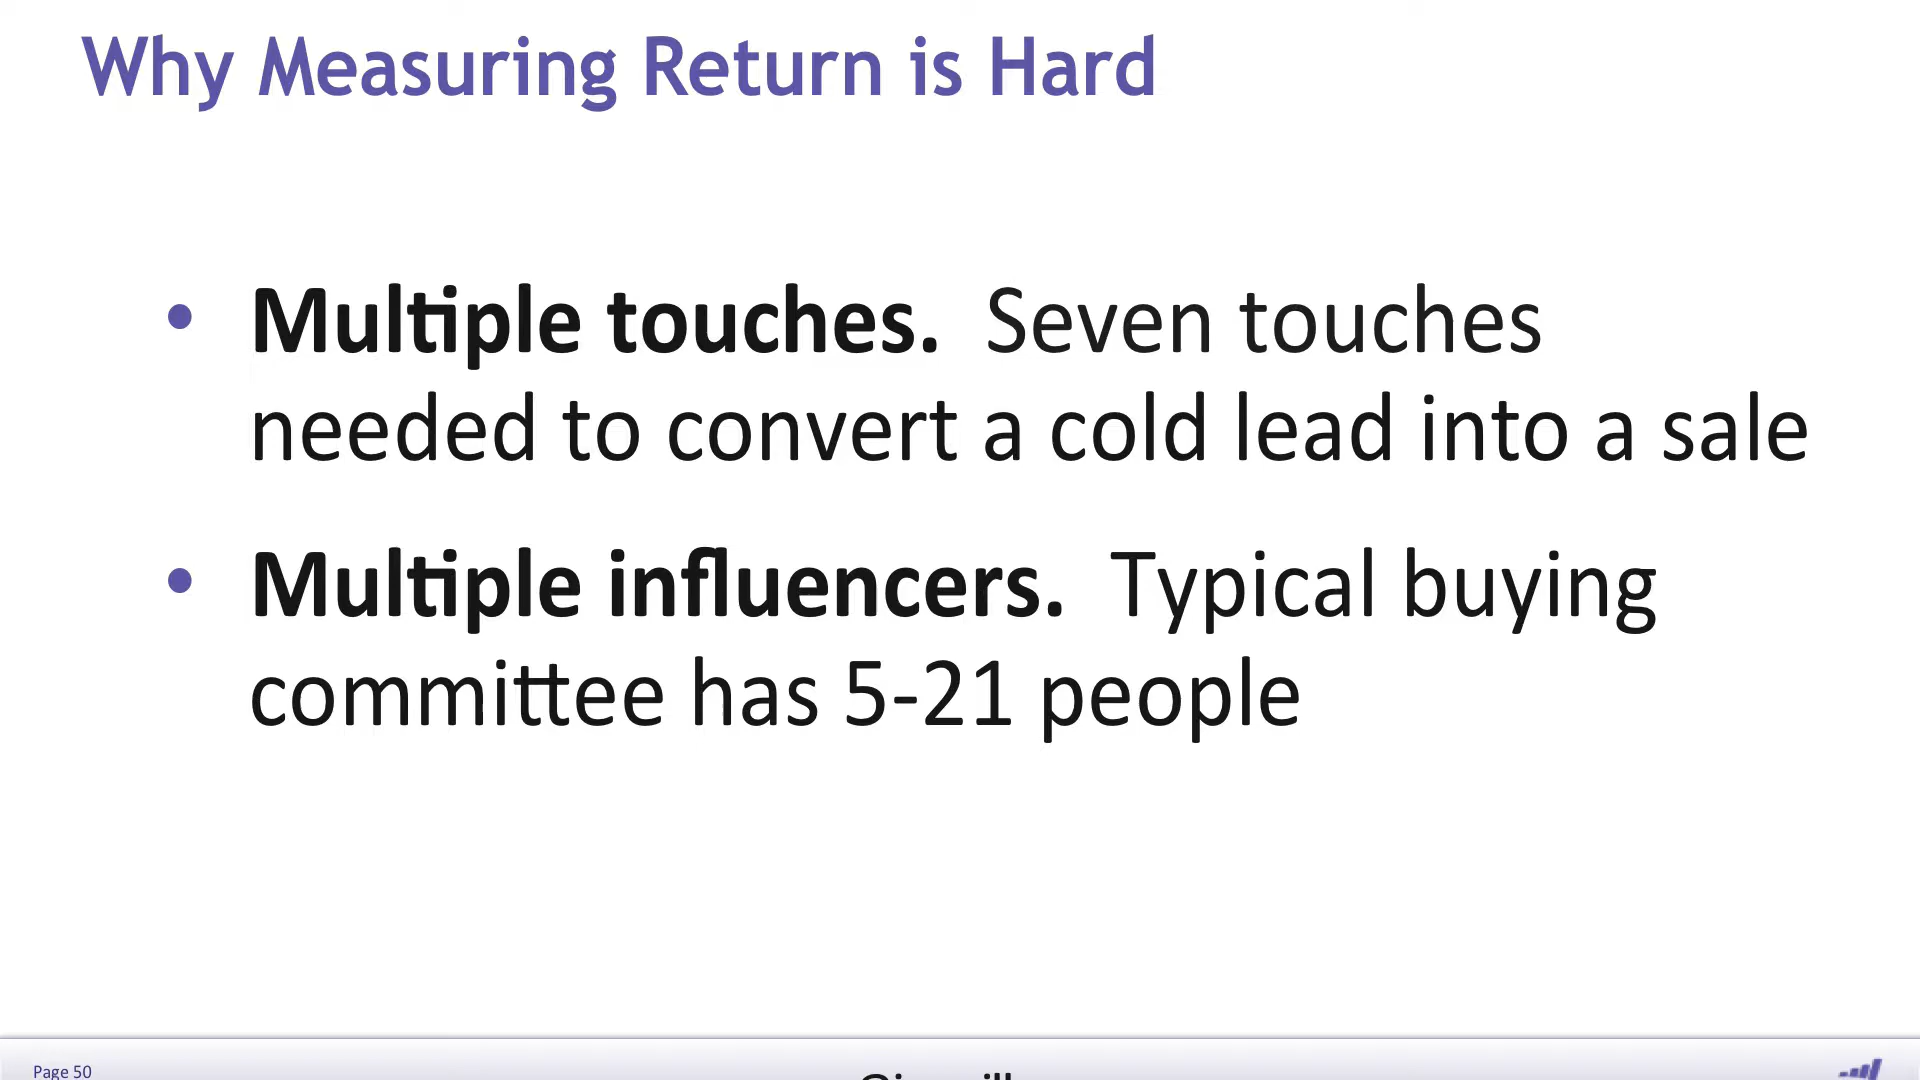 Why Measuring Return is Hard
• Multiple touches. Seven touches
needed to convert a cold lead into a sale
• Multiple influencers. Typical buying
committee has 5-21 people
Page 50